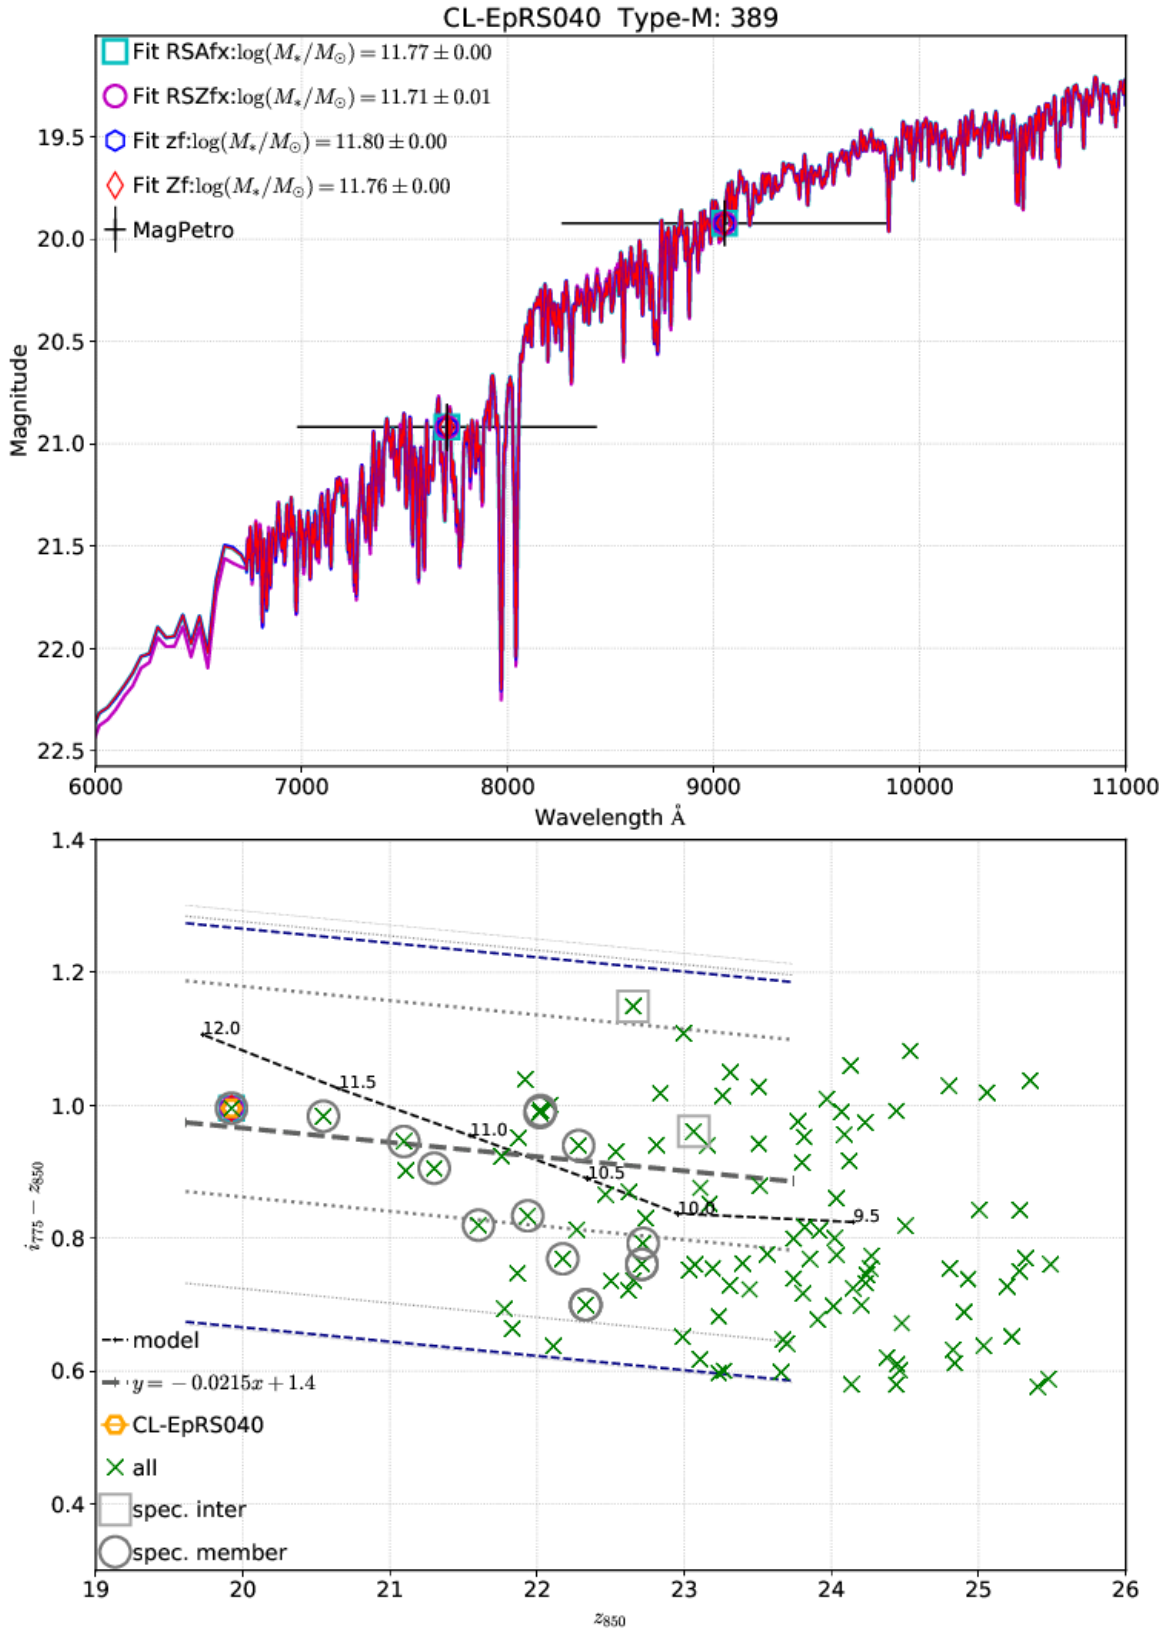 CL-EpRS040 Type-M: 389
Fit RSAfx:log(M*/M⊙) = 11.77 ± 0.00
Fit RSZfx:log(M*/M⊙) = 11.71 ± 0.01
Fit zf:log(M*/M⊙) = 11.80 ± 0.00
Fit Zf:log(M*/M⊙) = 11.76 ± 0.00
MagPetro
19.5
20.0
20.5
21.0
21.5
22.0
22.5
Magnitude
6000 7000 8000 9000 10000 11000
Wavelength Å
1.4
1.2
1.0
0.8
0.6
0.4
i775 − z850
12.0
11.5
11.0
10.5
10.0
9.5
model
y = −0.0215x + 1.4
CL-EpRS040
all
spec. inter
spec. member
19 20 21 22 23 24 25 26
z850